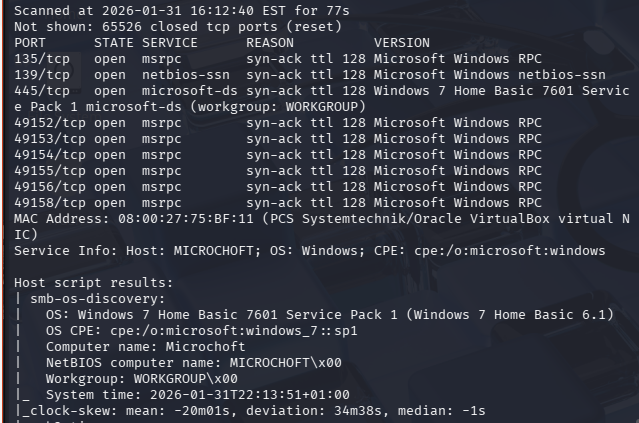 Scanned at 2026-01-31 16:12:40 EST for 77s
Not shown: 65526 closed tcp ports (reset)
PORT      STATE SERVICE      REASON          VERSION
135/tcp   open  msrpc        syn-ack ttl 128 Microsoft Windows RPC
139/tcp   open  netbios-ssn  syn-ack ttl 128 Microsoft Windows netbios-ssn
445/tcp   open  microsoft-ds syn-ack ttl 128 Windows 7 Home Basic 7601 Servic
e Pack 1 microsoft-ds (workgroup: WORKGROUP)
49152/tcp open  msrpc        syn-ack ttl 128 Microsoft Windows RPC
49153/tcp open  msrpc        syn-ack ttl 128 Microsoft Windows RPC
49154/tcp open  msrpc        syn-ack ttl 128 Microsoft Windows RPC
49155/tcp open  msrpc        syn-ack ttl 128 Microsoft Windows RPC
49156/tcp open  msrpc        syn-ack ttl 128 Microsoft Windows RPC
49158/tcp open  msrpc        syn-ack ttl 128 Microsoft Windows RPC
MAC Address: 08:00:27:75:BF:11 (PCS Systemtechnik/Oracle VirtualBox virtual N
IC)
Service Info: Host: MICROCHOFT; OS: Windows; CPE: cpe:/o:microsoft:windows

Host script results:
| smb-os-discovery:
|   OS: Windows 7 Home Basic 7601 Service Pack 1 (Windows 7 Home Basic 6.1)
|   OS CPE: cpe:/o:microsoft:windows_7::sp1
|   Computer name: Microchoft
|   NetBIOS computer name: MICROCHOFT\x00
|   Workgroup: WORKGROUP\x00
|_  System time: 2026-01-31T22:13:51+01:00
|_clock-skew: mean: -20m01s, deviation: 34m38s, median: -1s